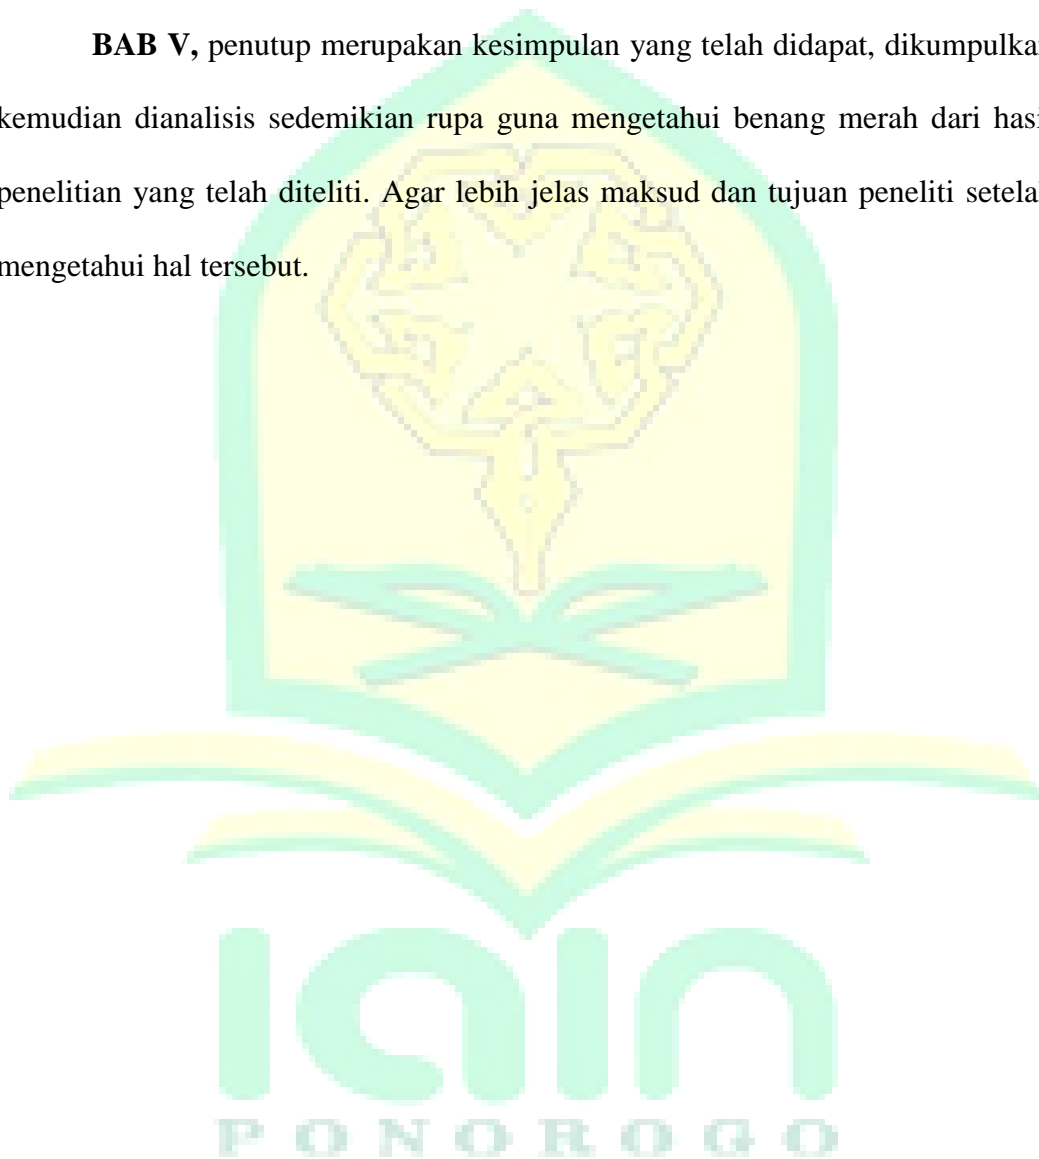 BAB V, penutup merupakan kesimpulan yang telah didapat, dikumpulkan
kemudian dianalisis sedemikian rupa guna mengetahui benang merah dari hasi
penelitian yang telah diteliti. Agar lebih jelas maksud dan tujuan peneliti setela
mengetahui hal tersebut.
iain
PONOROGO